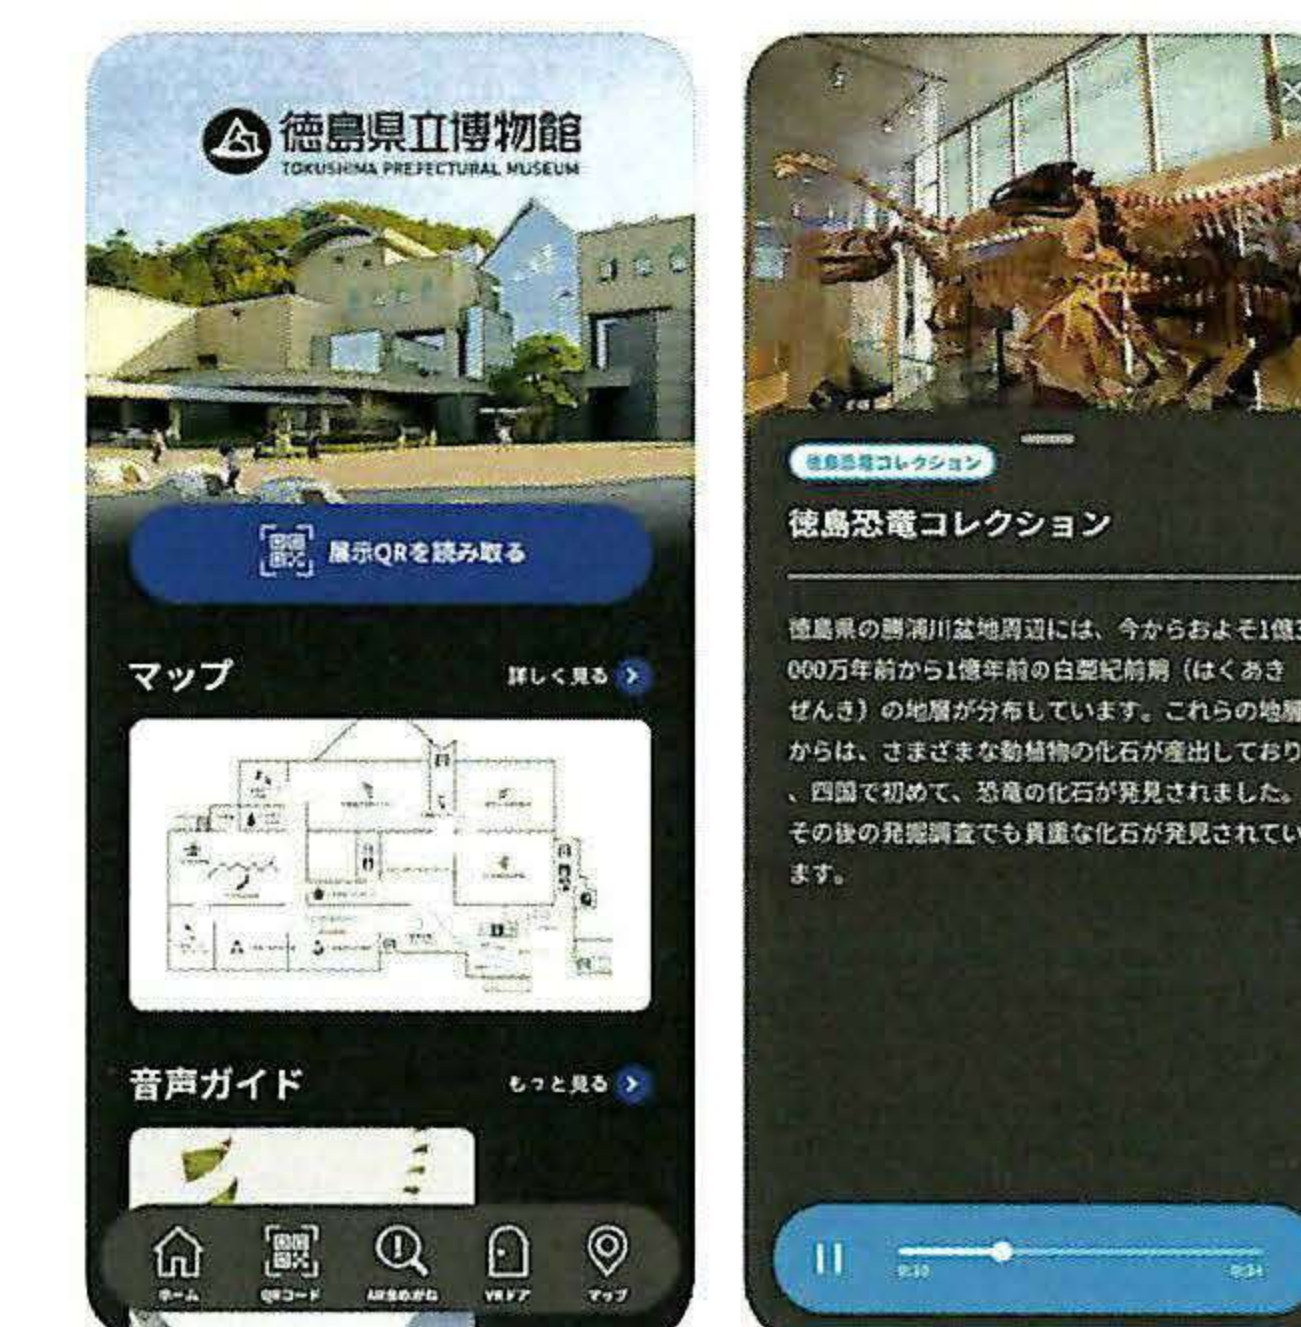 徳島県立博物館
TOKUSHIMA PREFECTURAL MUSEUM
展示QRを読み取る
マップ
詳しく見る
音声ガイド
もっと見る
ホーム
QRコード
AR虫めがね
VRドア
マップ
徳島恐竜コレクション
徳島恐竜コレクション
徳島県の勝浦川盆地周辺には、今からおよそ1億3
000万年前から1億年前の白亜紀前期（はくあき
ぜんき）の地層が分布しています。これらの地層
からは、さまざまな動植物の化石が産出しており
、四国で初めて、恐竜の化石が発見されました。
その後の発掘調査でも貴重な化石が発見されてい
ます。
0:10
0:34